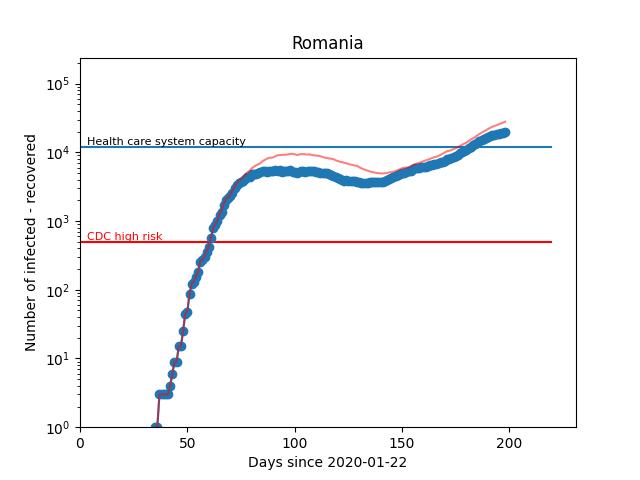 Romania
Number of infected - recovered
10^5
10^4
10^3
10^2
10^1
10^0
Health care system capacity
CDC high risk
0 50 100 150 200
Days since 2020-01-22